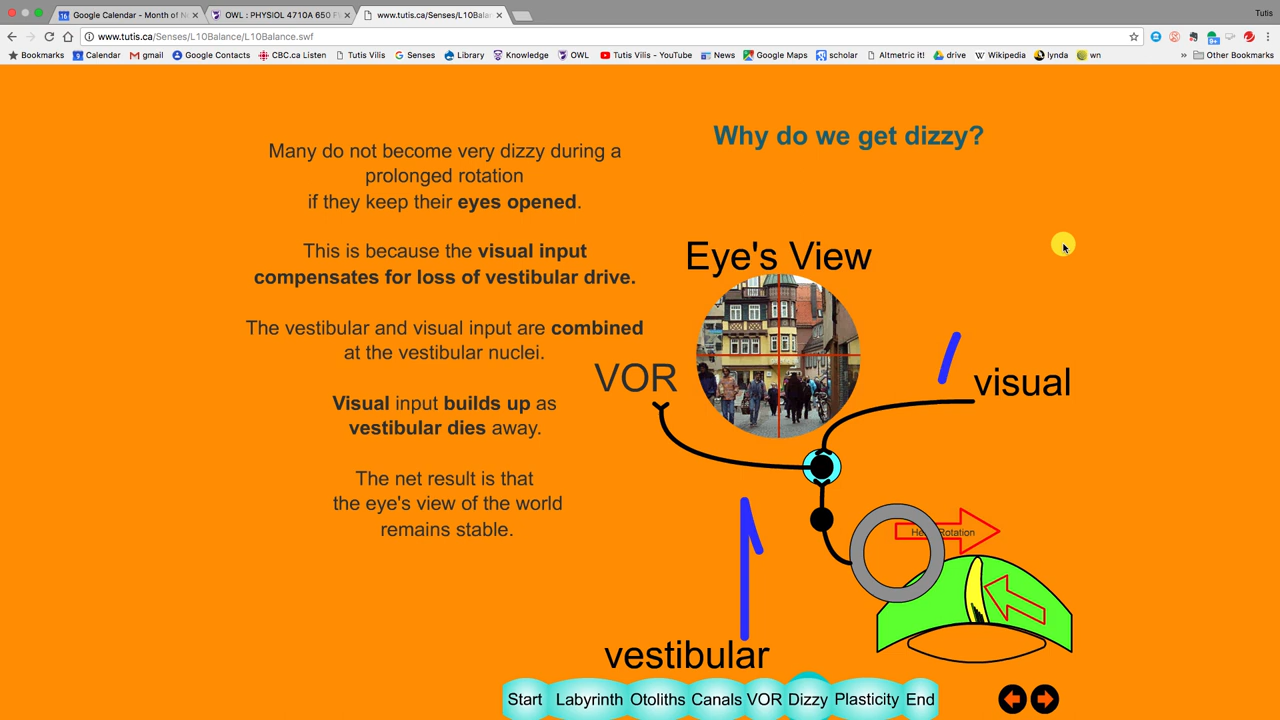 Tutis
Google Calendar - Month of N
OWL : PHYSIOL 4710A 650 F
www.tutis.ca/Senses/L10Balan
www.tutis.ca/Senses/L10Balance/L10Balance.swf
Bookmarks Calendar gmail Google Contacts CBC.ca Listen Tutis Vilis Senses Library Knowledge OWL Tutis Vilis - YouTube News Google Maps scholar Altmetric it! drive Wikipedia lynda wn » Other Bookmarks
Why do we get dizzy?
Many do not become very dizzy during a
prolonged rotation
if they keep their eyes opened.
This is because the visual input
compensates for loss of vestibular drive.
The vestibular and visual input are combined
at the vestibular nuclei.
Visual input builds up as
vestibular dies away.
The net result is that
the eye's view of the world
remains stable.
Eye's View
VOR
visual
Rotation
vestibular
Start Labyrinth Otoliths Canals VOR Dizzy Plasticity End